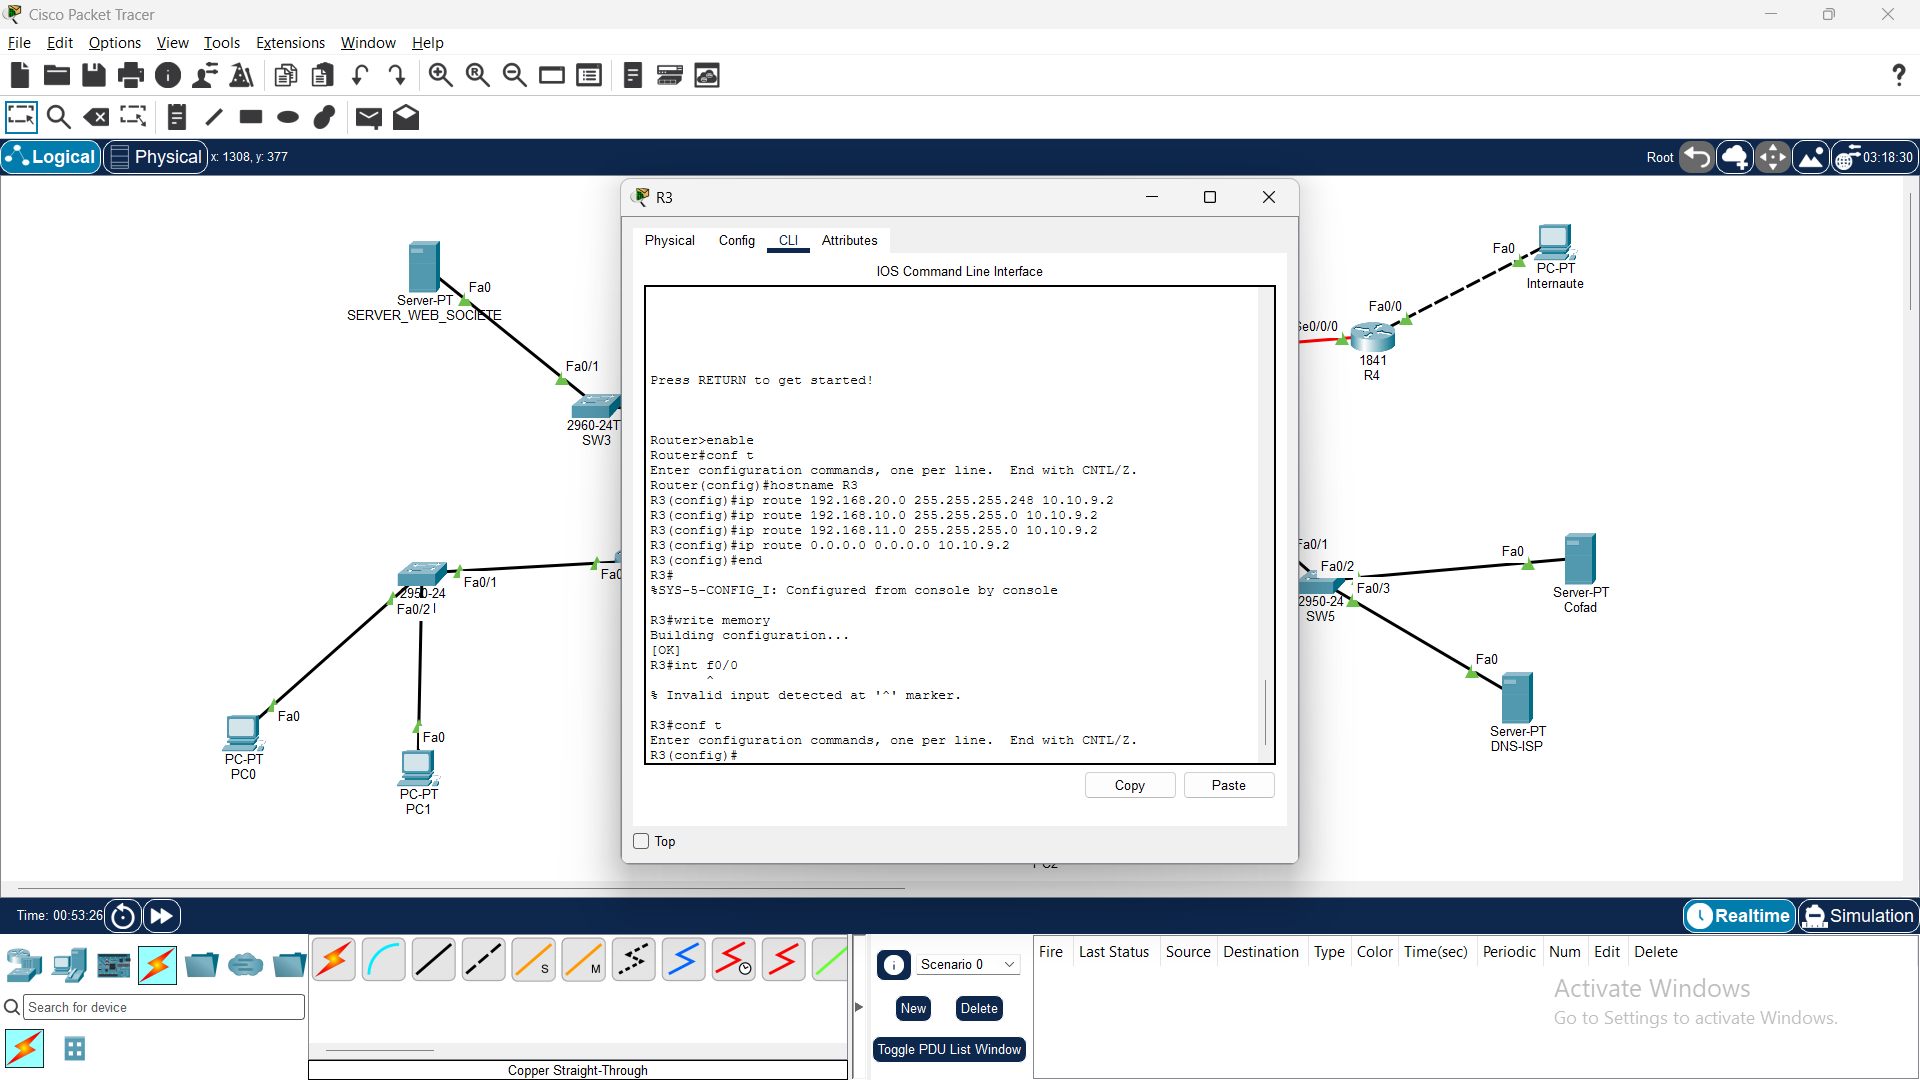 Cisco Packet Tracer
File Edit Options View Tools Extensions Window Help
Logical
Physical
x: 1308, y: 377
Root
03:18:30
R3
Physical Config CLI Attributes
IOS Command Line Interface
Press RETURN to get started!
Router>enable
Router#conf t
Enter configuration commands, one per line.  End with CNTL/Z.
Router(config)#hostname R3
R3(config)#ip route 192.168.20.0 255.255.255.248 10.10.9.2
R3(config)#ip route 192.168.10.0 255.255.255.0 10.10.9.2
R3(config)#ip route 192.168.11.0 255.255.255.0 10.10.9.2
R3(config)#ip route 0.0.0.0 0.0.0.0 10.10.9.2
R3(config)#end
R3#
%SYS-5-CONFIG_I: Configured from console by console
R3#write memory
Building configuration...
[OK]
R3#int f0/0
^
% Invalid input detected at '^' marker.
R3#conf t
Enter configuration commands, one per line.  End with CNTL/Z.
R3(config)#
Copy
Paste
Top
Fa0
Server-PT
SERVER_WEB_SOCIETE
Fa0/1
2960-24T
SW3
Fa0/1
2950-24
Fa0/2
Fa0
PC-PT
PC0
Fa0
PC-PT
PC1
Fa0
PC-PT
Internaute
Fa0/0
Se0/0/0
1841
R4
Fa0/1
Fa0/2
Fa0/3
2950-24
SW5
Fa0
Server-PT
Cofad
Fa0
Server-PT
DNS-ISP
PC2
Time: 00:53:26
Realtime
Simulation
Search for device
S
M
Copper Straight-Through
Scenario 0
New
Delete
Toggle PDU List Window
Fire Last Status Source Destination Type Color Time(sec) Periodic Num Edit Delete
Activate Windows
Go to Settings to activate Windows.